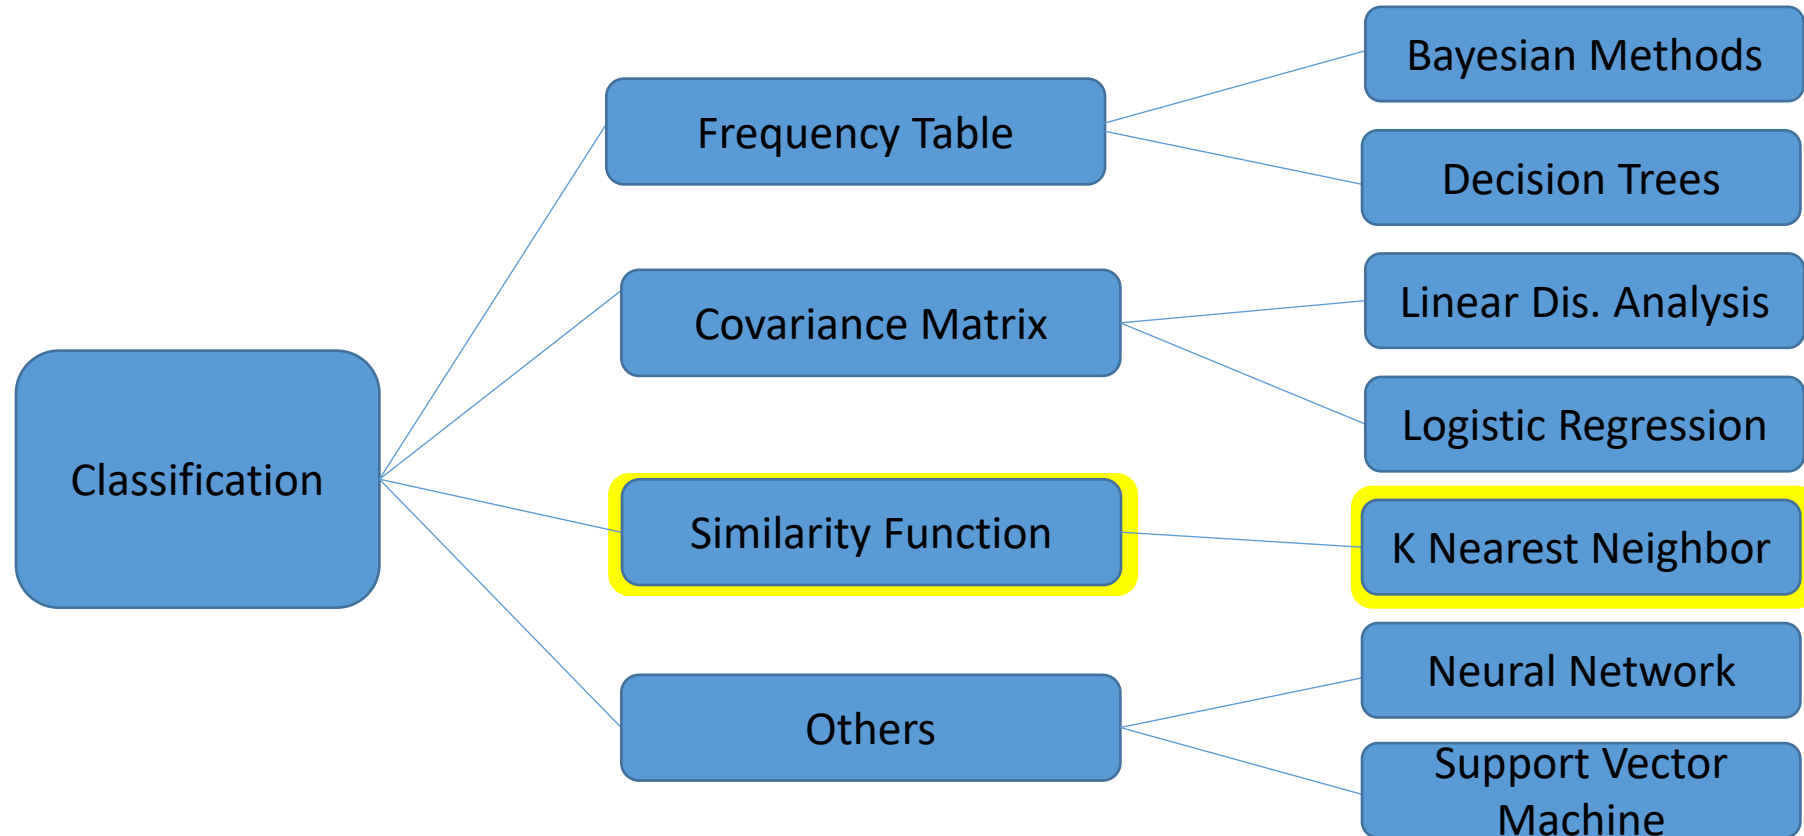 Classification
Frequency Table
Bayesian Methods
Decision Trees
Covariance Matrix
Linear Dis. Analysis
Logistic Regression
Similarity Function
K Nearest Neighbor
Others
Neural Network
Support Vector
Machine